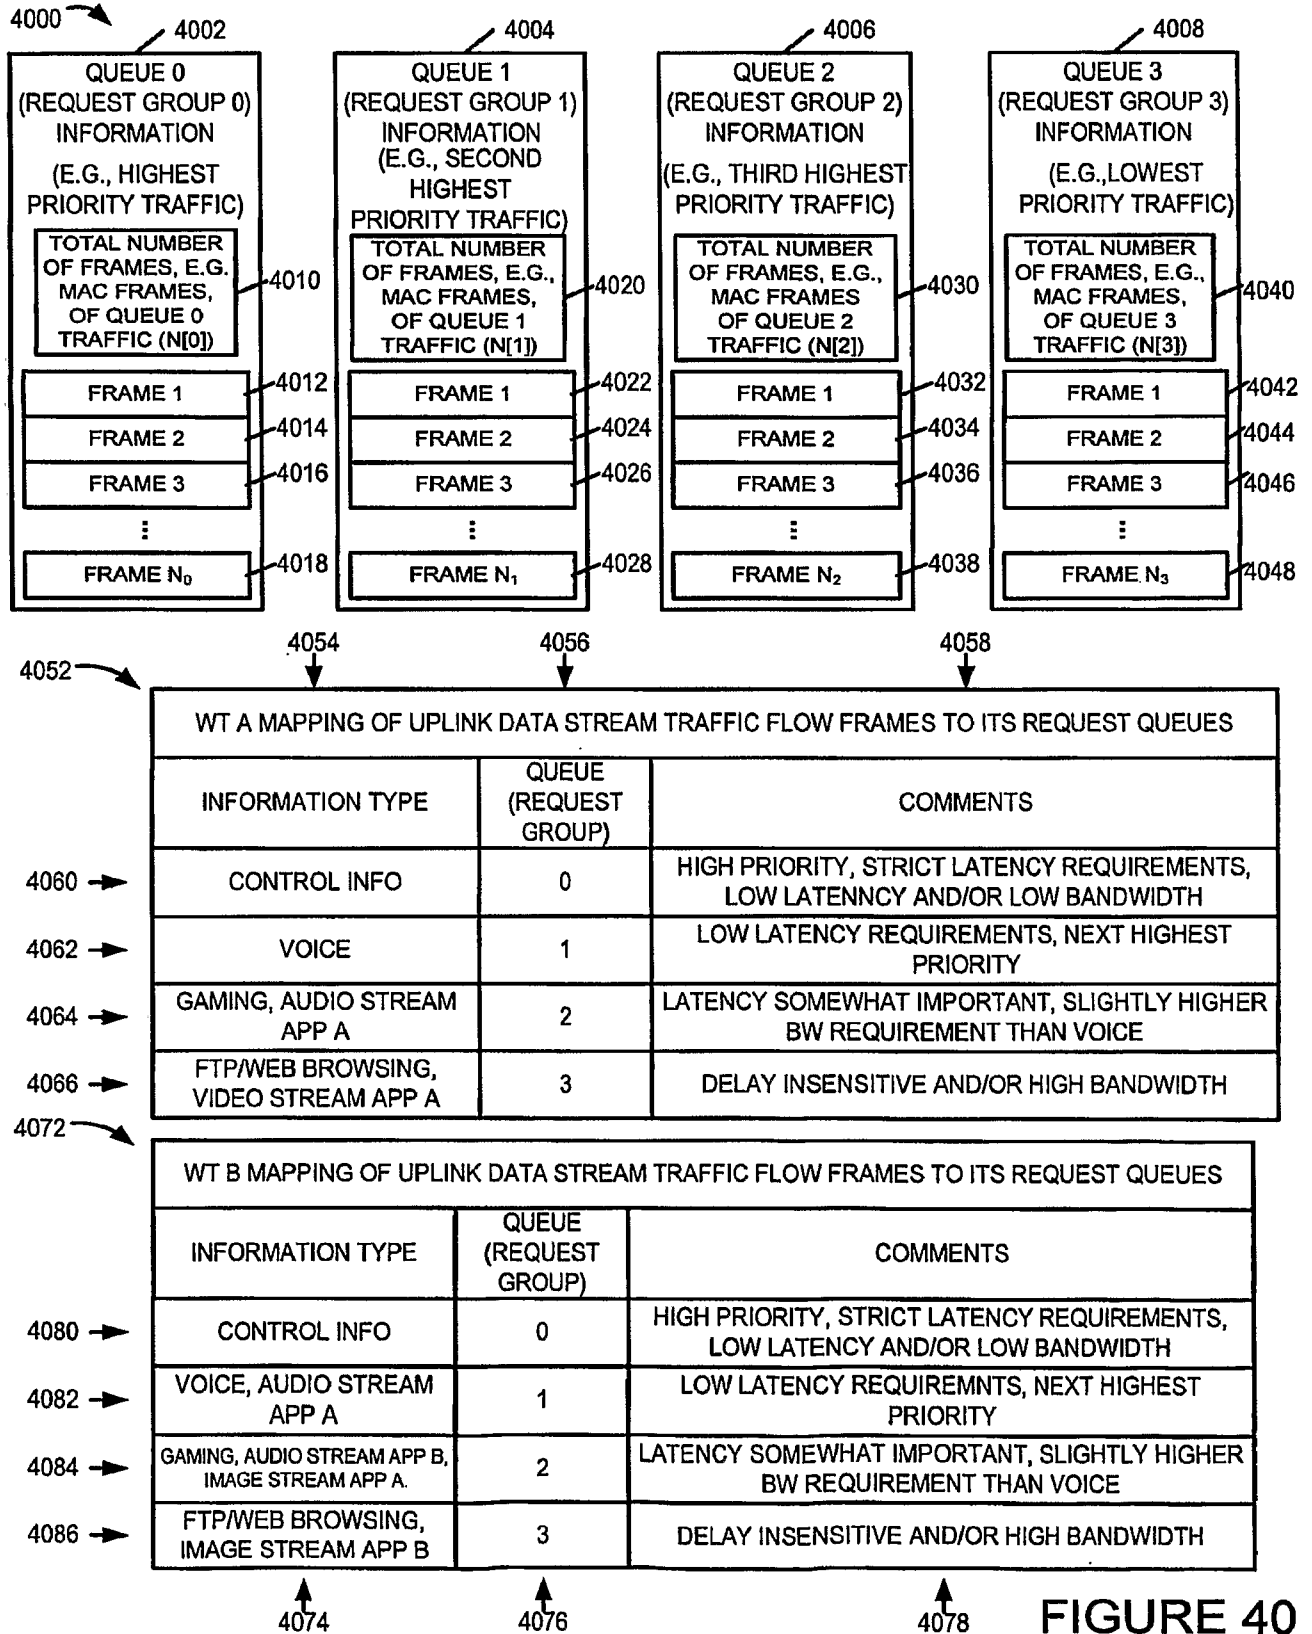 4000
4002
QUEUE 0
(REQUEST GROUP 0)
INFORMATION
(E.G., HIGHEST
PRIORITY TRAFFIC)
TOTAL NUMBER
OF FRAMES, E.G.
MAC FRAMES,
OF QUEUE 0
TRAFFIC (N[0])
4010
FRAME 1
4012
FRAME 2
4014
FRAME 3
4016
...
FRAME N₀
4018
4004
QUEUE 1
(REQUEST GROUP 1)
INFORMATION
(E.G., SECOND
HIGHEST
PRIORITY TRAFFIC)
TOTAL NUMBER
OF FRAMES, E.G.,
MAC FRAMES,
OF QUEUE 1
TRAFFIC (N[1])
4020
FRAME 1
4022
FRAME 2
4024
FRAME 3
4026
...
FRAME N₁
4028
4006
QUEUE 2
(REQUEST GROUP 2)
INFORMATION
(E.G., THIRD HIGHEST
PRIORITY TRAFFIC)
TOTAL NUMBER
OF FRAMES, E.G.,
MAC FRAMES
OF QUEUE 2
TRAFFIC (N[2])
4030
FRAME 1
4032
FRAME 2
4034
FRAME 3
4036
...
FRAME N₂
4038
4008
QUEUE 3
(REQUEST GROUP 3)
INFORMATION
(E.G.,LOWEST
PRIORITY TRAFFIC)
TOTAL NUMBER
OF FRAMES, E.G.,
MAC FRAMES,
OF QUEUE 3
TRAFFIC (N[3])
4040
FRAME 1
4042
FRAME 2
4044
FRAME 3
4046
...
FRAME N₃
4048
4052
4054
4056
4058
WT A MAPPING OF UPLINK DATA STREAM TRAFFIC FLOW FRAMES TO ITS REQUEST QUEUES
INFORMATION TYPE
QUEUE
(REQUEST
GROUP)
COMMENTS
4060
CONTROL INFO
0
HIGH PRIORITY, STRICT LATENCY REQUIREMENTS,
LOW LATENNCY AND/OR LOW BANDWIDTH
4062
VOICE
1
LOW LATENCY REQUIREMENTS, NEXT HIGHEST
PRIORITY
4064
GAMING, AUDIO STREAM
APP A
2
LATENCY SOMEWHAT IMPORTANT, SLIGHTLY HIGHER
BW REQUIREMENT THAN VOICE
4066
FTP/WEB BROWSING,
VIDEO STREAM APP A
3
DELAY INSENSITIVE AND/OR HIGH BANDWIDTH
4072
WT B MAPPING OF UPLINK DATA STREAM TRAFFIC FLOW FRAMES TO ITS REQUEST QUEUES
INFORMATION TYPE
QUEUE
(REQUEST
GROUP)
COMMENTS
4080
CONTROL INFO
0
HIGH PRIORITY, STRICT LATENCY REQUIREMENTS,
LOW LATENCY AND/OR LOW BANDWIDTH
4082
VOICE, AUDIO STREAM
APP A
1
LOW LATENCY REQUIREMNTS, NEXT HIGHEST
PRIORITY
4084
GAMING, AUDIO STREAM APP B,
IMAGE STREAM APP A.
2
LATENCY SOMEWHAT IMPORTANT, SLIGHTLY HIGHER
BW REQUIREMENT THAN VOICE
4086
FTP/WEB BROWSING,
IMAGE STREAM APP B
3
DELAY INSENSITIVE AND/OR HIGH BANDWIDTH
4074
4076
4078
FIGURE 40